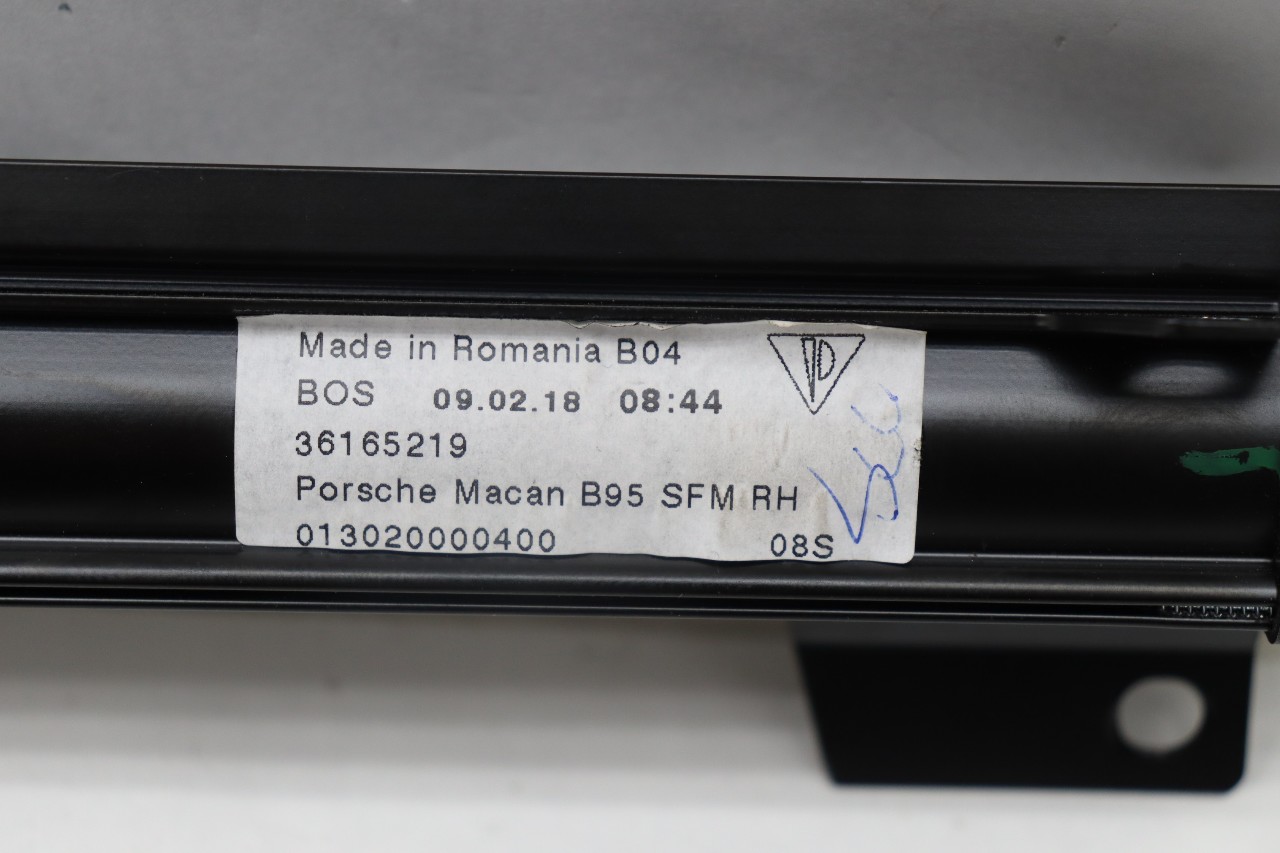 Made in Romania B04
BOS 09.02.18 08:44
36165219
Porsche Macan B95 SFM RH
013020000400 08S